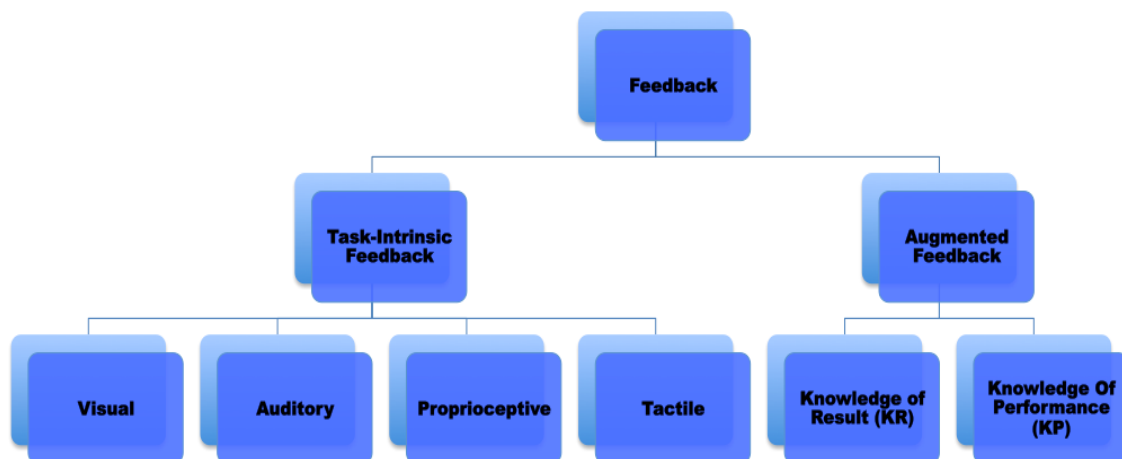 Feedback
Task-Intrinsic
Feedback
Augmented
Feedback
Visual
Auditory
Proprioceptive
Tactile
Knowledge of
Result (KR)
Knowledge Of
Performance
(KP)